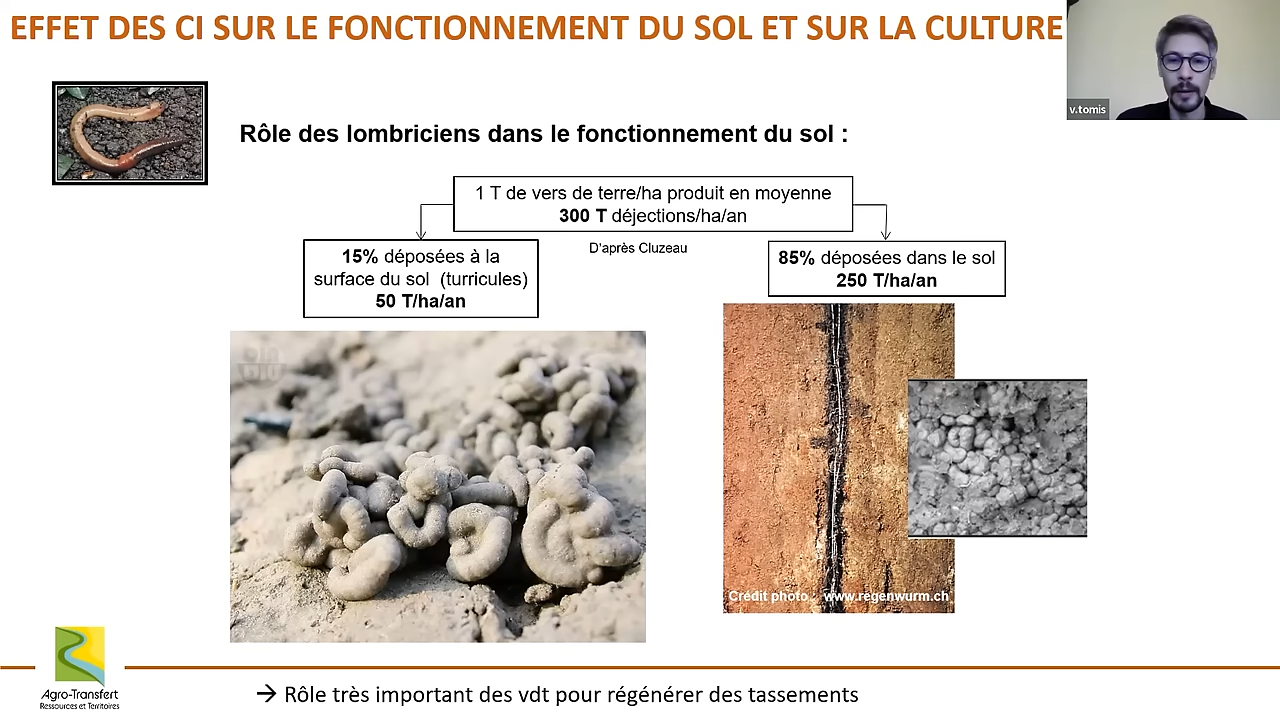 EFFET DES CI SUR LE FONCTIONNEMENT DU SOL ET SUR LA CULTURE
v.tomis
Rôle des lombriciens dans le fonctionnement du sol :
1 T de vers de terre/ha produit en moyenne
300 T déjections/ha/an
D'après Cluzeau
15% déposées à la
surface du sol (turricules)
50 T/ha/an
85% déposées dans le sol
250 T/ha/an
Crédit photo : www.regenwurm.ch
Agro-Transfert
Ressources et Territoires
→ Rôle très important des vdt pour régénérer des tassements